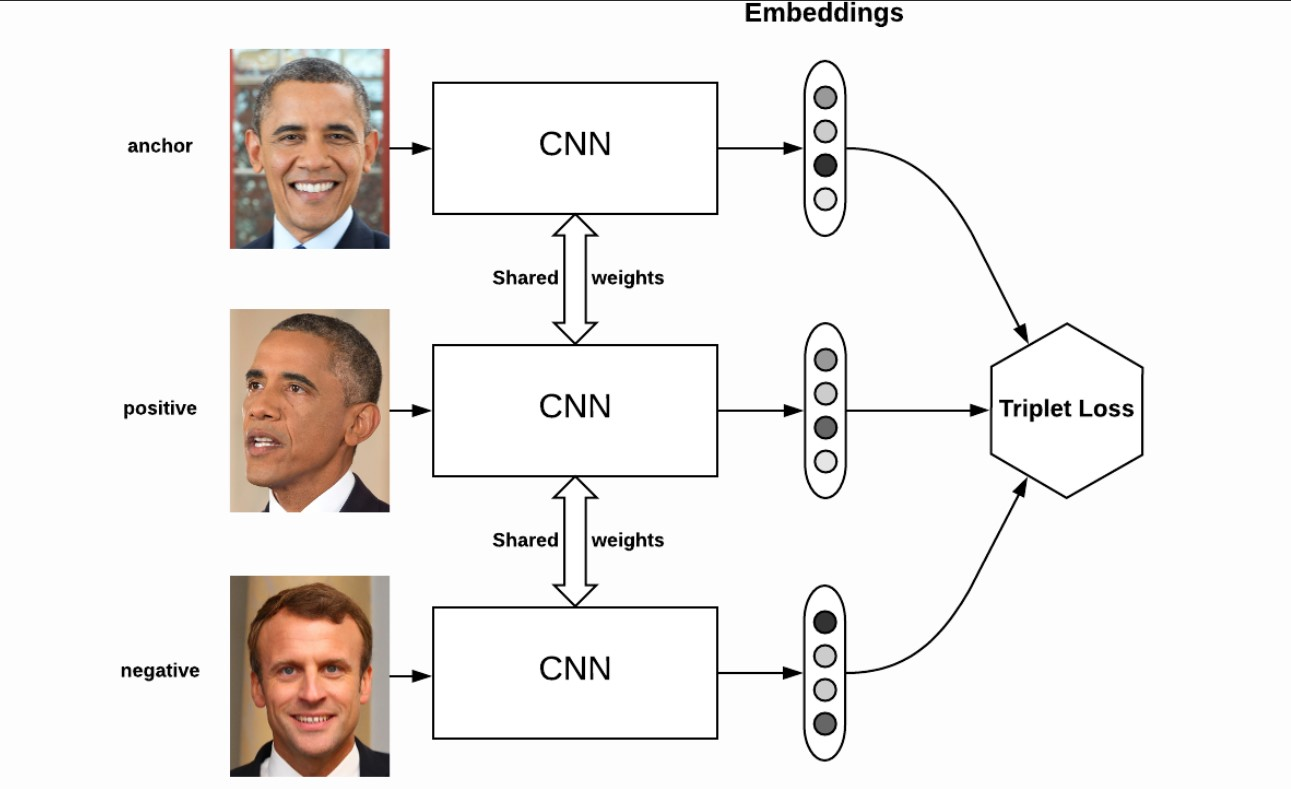 Embeddings
anchor
CNN
Shared weights
positive
CNN
Triplet Loss
Shared weights
negative
CNN